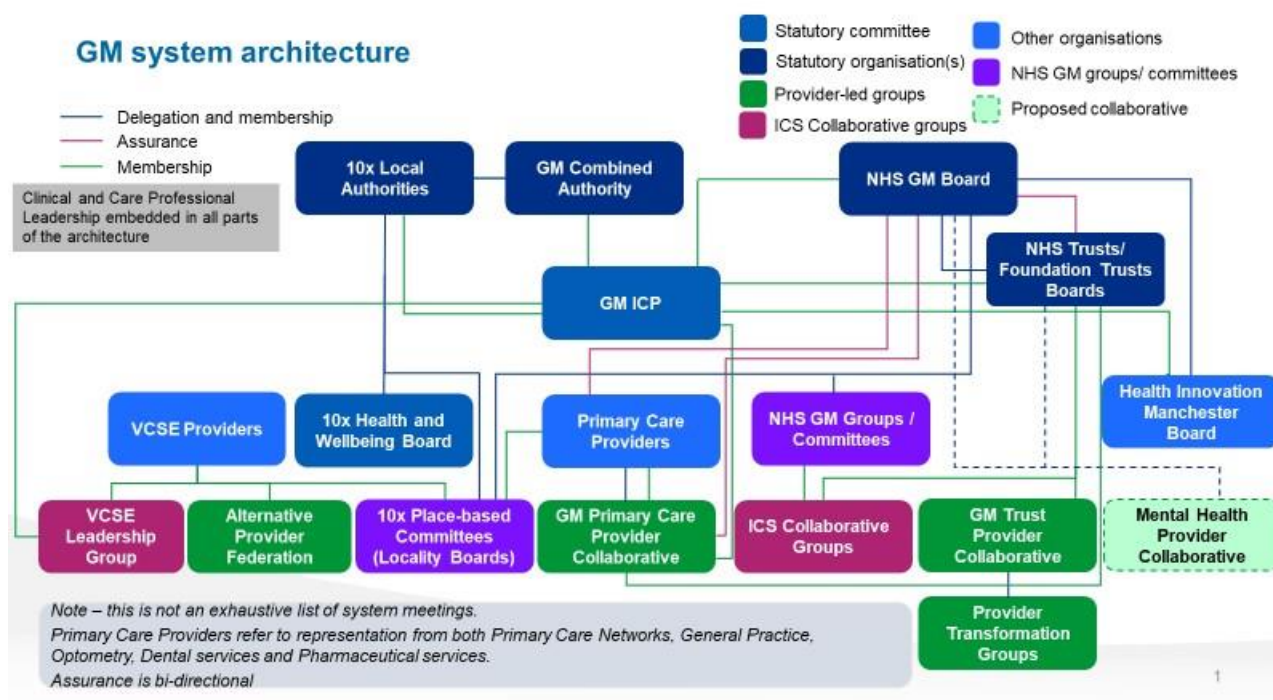 GM system architecture
Statutory committee
Statutory organisation(s)
Provider-led groups
ICS Collaborative groups
Other organisations
NHS GM groups/ committees
Proposed collaborative
Delegation and membership
Assurance
Membership
Clinical and Care Professional
Leadership embedded in all parts
of the architecture
10x Local
Authorities
GM Combined
Authority
NHS GM Board
NHS Trusts/
Foundation Trusts
Boards
GM ICP
VCSE Providers
10x Health and
Wellbeing Board
Primary Care
Providers
NHS GM Groups /
Committees
Health Innovation
Manchester
Board
VCSE
Leadership
Group
Alternative
Provider
Federation
10x Place-based
Committees
(Locality Boards)
GM Primary Care
Provider
Collaborative
ICS Collaborative
Groups
GM Trust
Provider
Collaborative
Mental Health
Provider
Collaborative
Provider
Transformation
Groups
Note – this is not an exhaustive list of system meetings.
Primary Care Providers refer to representation from both Primary Care Networks, General Practice,
Optometry, Dental services and Pharmaceutical services.
Assurance is bi-directional
1